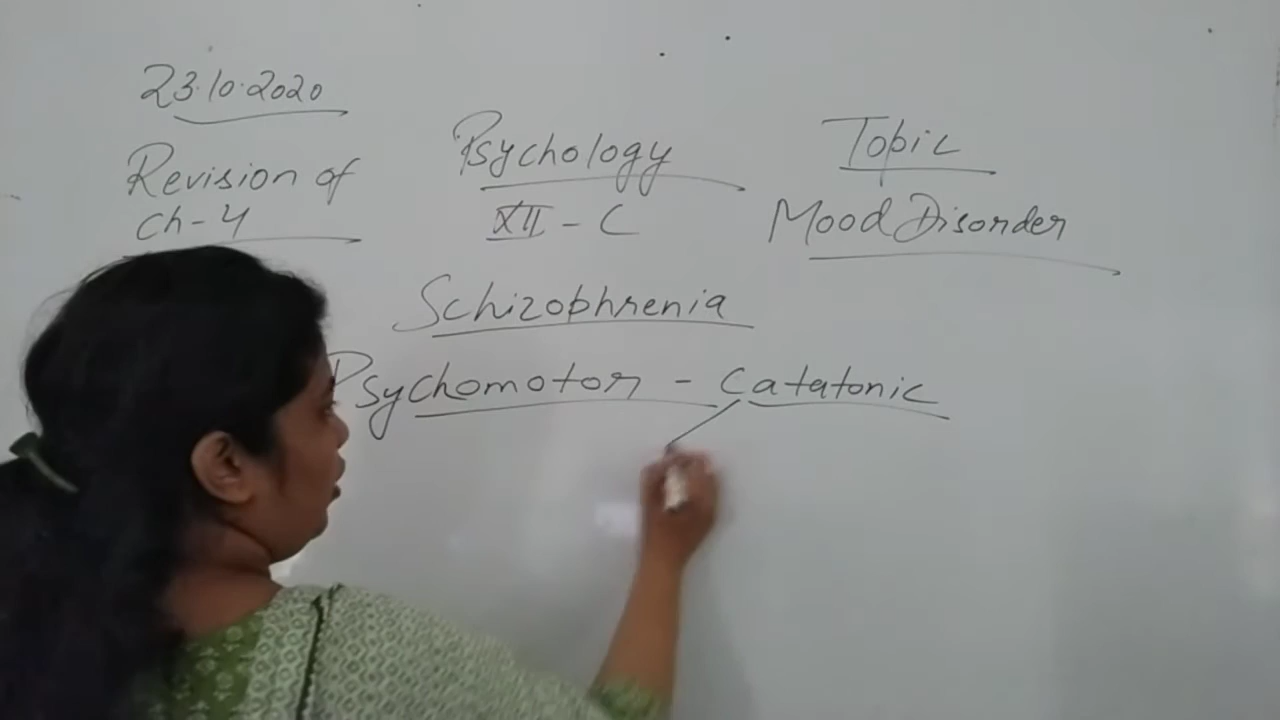 23.10.2020
Revision of
Ch-4
Psychology
XII - C
Topic
Mood Disorder
Schizophrenia
Psychomotor - Catatonic